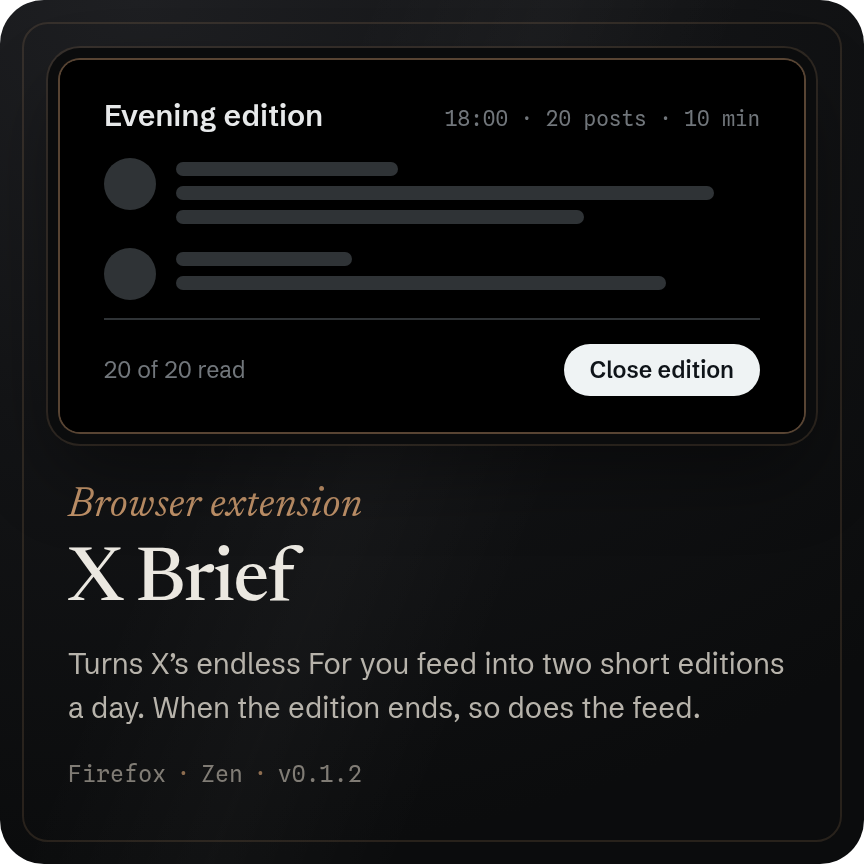 Evening edition
18:00 · 20 posts · 10 min
20 of 20 read
Close edition
Browser extension
X Brief
Turns X’s endless For you feed into two short editions
a day. When the edition ends, so does the feed.
Firefox · Zen · v0.1.2